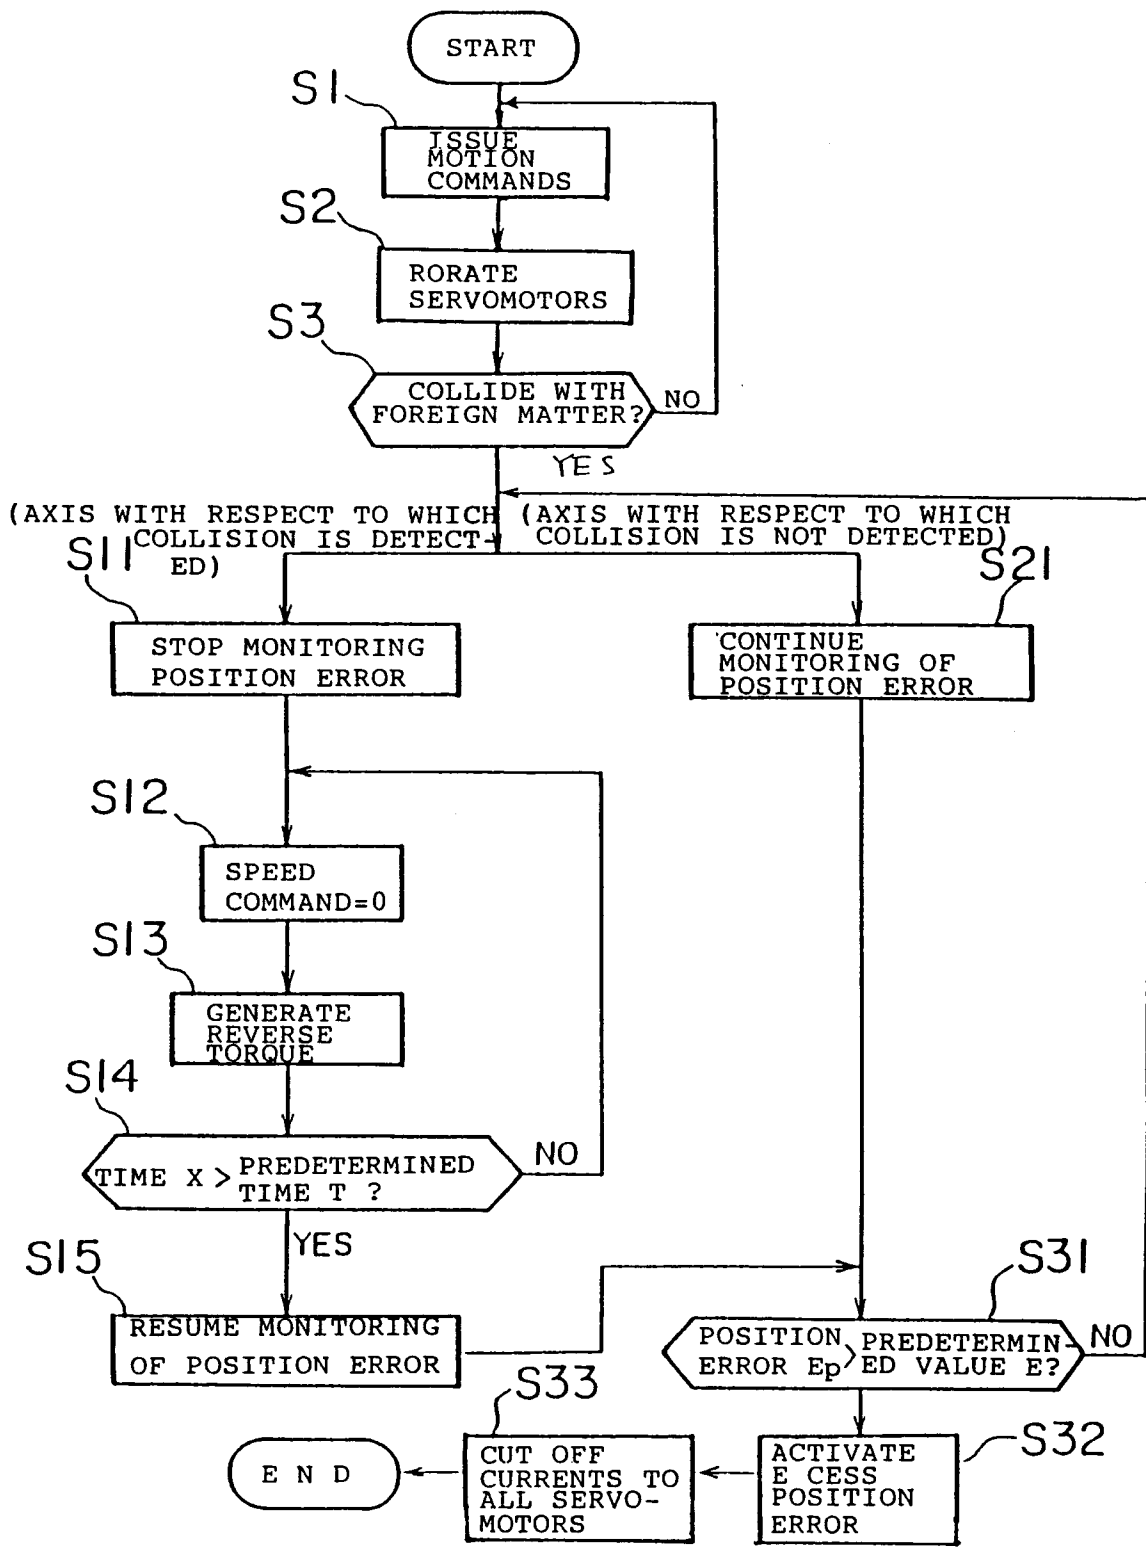 START
S1
ISSUE
MOTION
COMMANDS
S2
RORATE
SERVOMOTORS
S3
COLLIDE WITH
FOREIGN MATTER?
NO
YES
(AXIS WITH RESPECT TO WHICH
COLLISION IS DETECT-
ED)
(AXIS WITH RESPECT TO WHICH
COLLISION IS NOT DETECTED)
S11
STOP MONITORING
POSITION ERROR
S21
CONTINUE
MONITORING OF
POSITION ERROR
S12
SPEED
COMMAND=0
S13
GENERATE
REVERSE
TORQUE
S14
TIME X > PREDETERMINED
TIME T ?
NO
YES
S15
RESUME MONITORING
OF POSITION ERROR
S31
POSITION
ERROR Ep
> PREDETERMIN-
ED VALUE E?
NO
S32
ACTIVATE
E CESS
POSITION
ERROR
S33
CUT OFF
CURRENTS TO
ALL SERVO-
MOTORS
E N D